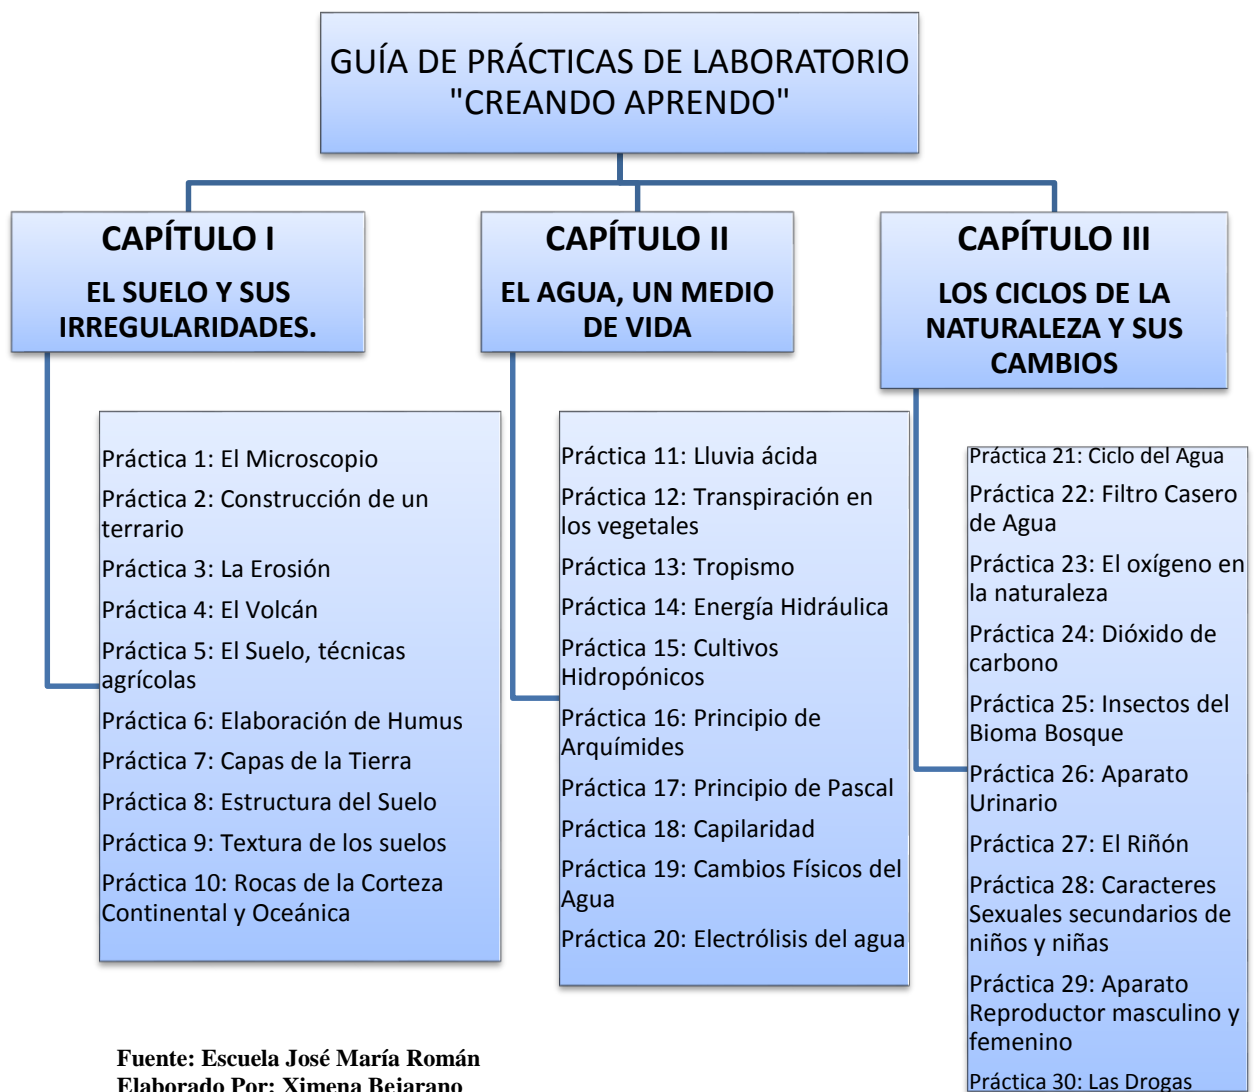 GUÍA DE PRÁCTICAS DE LABORATORIO
"CREANDO APRENDO"
CAPÍTULO I
EL SUELO Y SUS
IRREGULARIDADES.
Práctica 1: El Microscopio
Práctica 2: Construcción de un
terrario
Práctica 3: La Erosión
Práctica 4: El Volcán
Práctica 5: El Suelo, técnicas
agrícolas
Práctica 6: Elaboración de Humus
Práctica 7: Capas de la Tierra
Práctica 8: Estructura del Suelo
Práctica 9: Textura de los suelos
Práctica 10: Rocas de la Corteza
Continental y Oceánica
CAPÍTULO II
EL AGUA, UN MEDIO
DE VIDA
Práctica 11: Lluvia ácida
Práctica 12: Transpiración en
los vegetales
Práctica 13: Tropismo
Práctica 14: Energía Hidráulica
Práctica 15: Cultivos
Hidropónicos
Práctica 16: Principio de
Arquímides
Práctica 17: Principio de Pascal
Práctica 18: Capilaridad
Práctica 19: Cambios Físicos del
Agua
Práctica 20: Electrólisis del agua
CAPÍTULO III
LOS CICLOS DE LA
NATURALEZA Y SUS
CAMBIOS
Práctica 21: Ciclo del Agua
Práctica 22: Filtro Casero
de Agua
Práctica 23: El oxígeno en
la naturaleza
Práctica 24: Dióxido de
carbono
Práctica 25: Insectos del
Bioma Bosque
Práctica 26: Aparato
Urinario
Práctica 27: El Riñón
Práctica 28: Caracteres
Sexuales secundarios de
niños y niñas
Práctica 29: Aparato
Reproductor masculino y
femenino
Práctica 30: Las Drogas
Fuente: Escuela José María Román
Elaborado Por: Ximena Bejarano